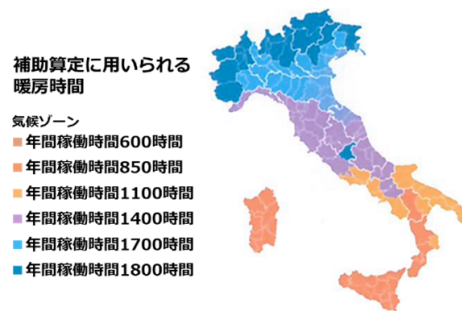 補助算定に用いられる
暖房時間
気候ゾーン
年間稼働時間600時間
年間稼働時間850時間
年間稼働時間1100時間
年間稼働時間1400時間
年間稼働時間1700時間
年間稼働時間1800時間